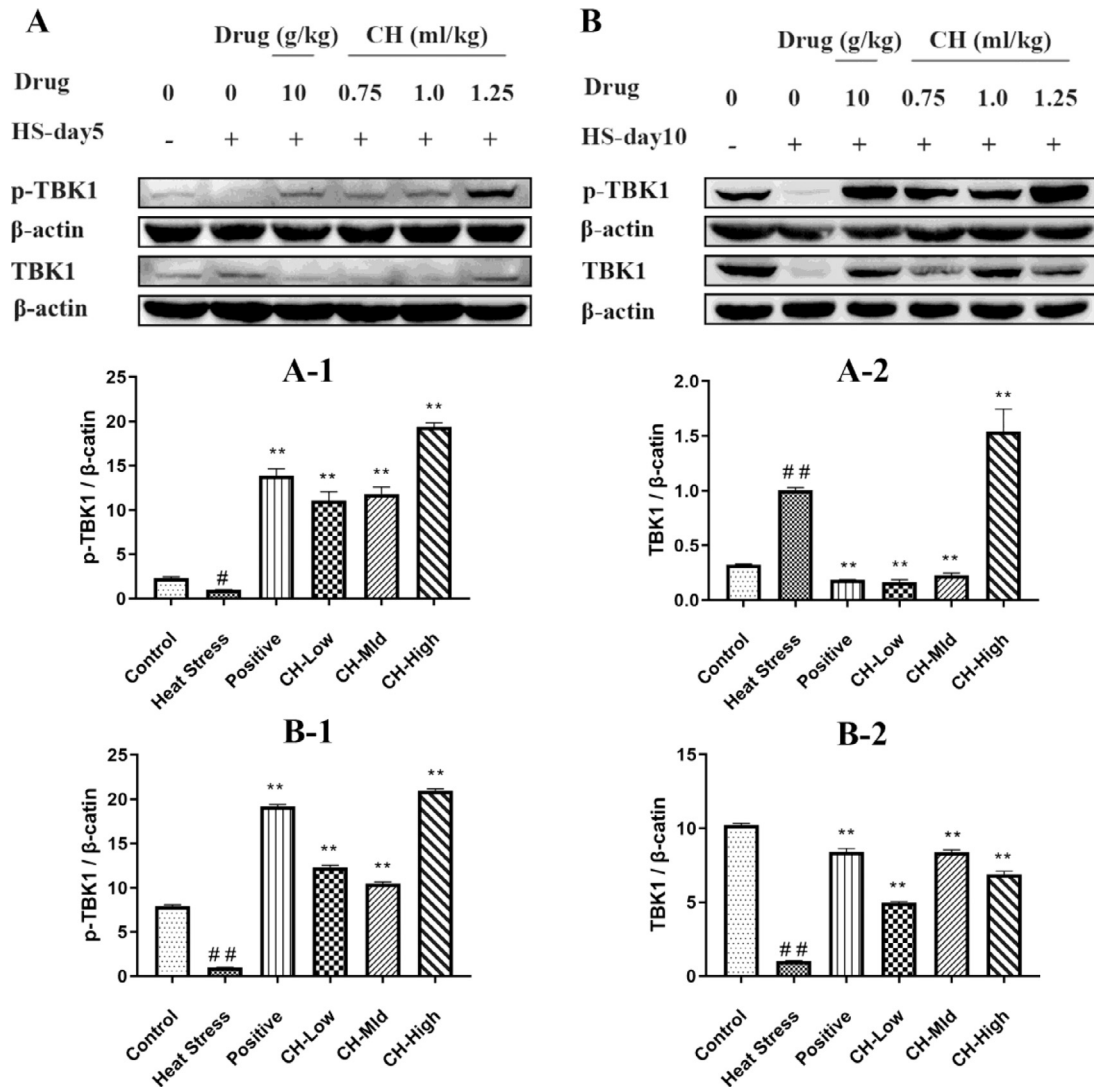 A
Drug (g/kg) CH (ml/kg)
Drug 0 0 10 0.75 1.0 1.25
HS-day5 - + + + + +
p-TBK1
β-actin
TBK1
β-actin
B
Drug (g/kg) CH (ml/kg)
Drug 0 0 10 0.75 1.0 1.25
HS-day10 - + + + + +
p-TBK1
β-actin
TBK1
β-actin
A-1
p-TBK1 / β-catin
25
20
15
10
5
0
# ** ** ** **
Control Heat Stress Positive CH-Low CH-MId CH-High
A-2
TBK1 / β-catin
2.0
1.5
1.0
0.5
0.0
## ** ** ** **
Control Heat Stress Positive CH-Low CH-MId CH-High
B-1
p-TBK1 / β-catin
25
20
15
10
5
0
## ** ** ** **
Control Heat Stress Positive CH-Low CH-MId CH-High
B-2
TBK1 / β-catin
15
10
5
0
## ** ** ** **
Control Heat Stress Positive CH-Low CH-MId CH-High